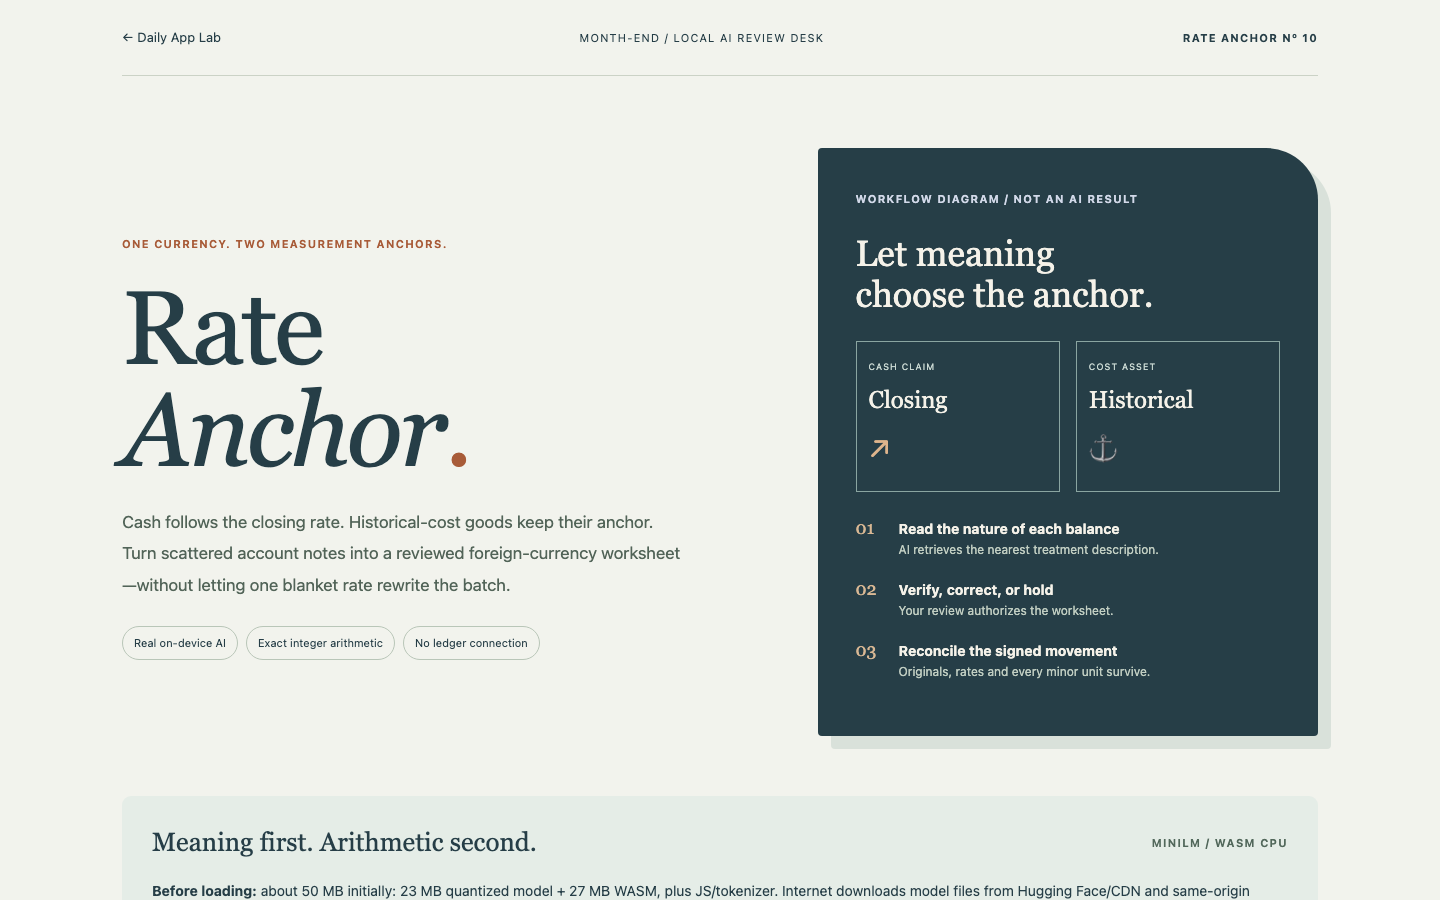 ← Daily App Lab
MONTH-END / LOCAL AI REVIEW DESK
RATE ANCHOR Nº 10
ONE CURRENCY. TWO MEASUREMENT ANCHORS.
Rate
Anchor.
Cash follows the closing rate. Historical-cost goods keep their anchor.
Turn scattered account notes into a reviewed foreign-currency worksheet
—without letting one blanket rate rewrite the batch.
Real on-device AI
Exact integer arithmetic
No ledger connection
WORKFLOW DIAGRAM / NOT AN AI RESULT
Let meaning
choose the anchor.
CASH CLAIM
Closing
↗
COST ASSET
Historical
⚓
01
Read the nature of each balance
AI retrieves the nearest treatment description.
02
Verify, correct, or hold
Your review authorizes the worksheet.
03
Reconcile the signed movement
Originals, rates and every minor unit survive.
Meaning first. Arithmetic second.
MINILM / WASM CPU
Before loading: about 50 MB initially: 23 MB quantized model + 27 MB WASM, plus JS/tokenizer. Internet downloads model files from Hugging Face/CDN and same-origin